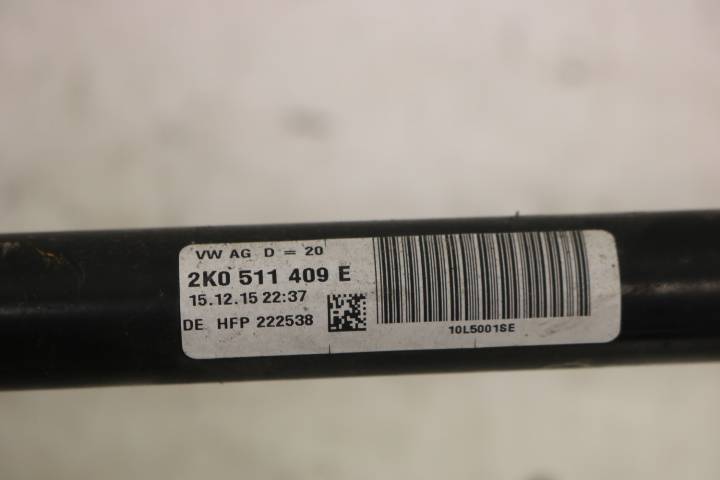 VW AG D = 20
2K0 511 409 E
15.12.15 22:37
DE HFP 222538
10L5001SE